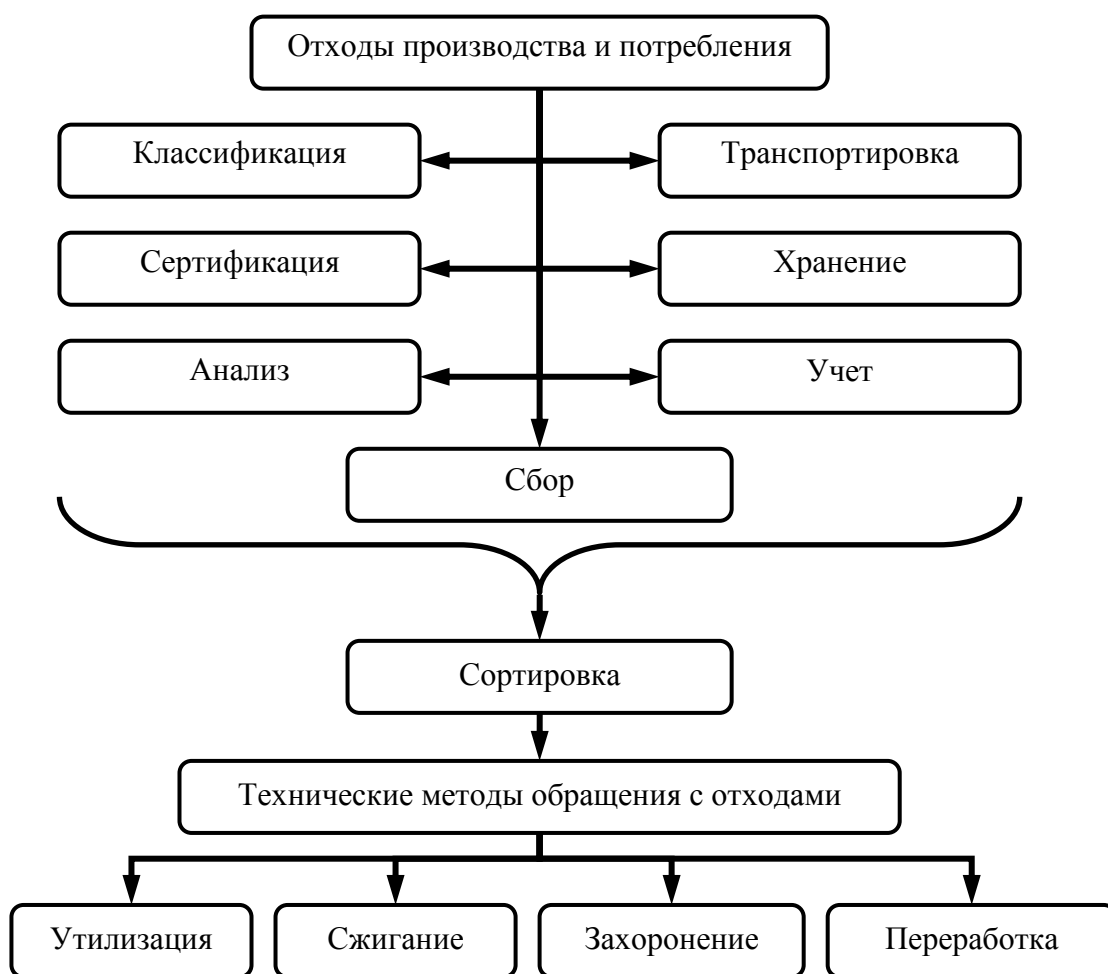 Отходы производства и потребления
Классификация
Транспортировка
Сертификация
Хранение
Анализ
Учет
Сбор
Сортировка
Технические методы обращения с отходами
Утилизация
Сжигание
Захоронение
Переработка